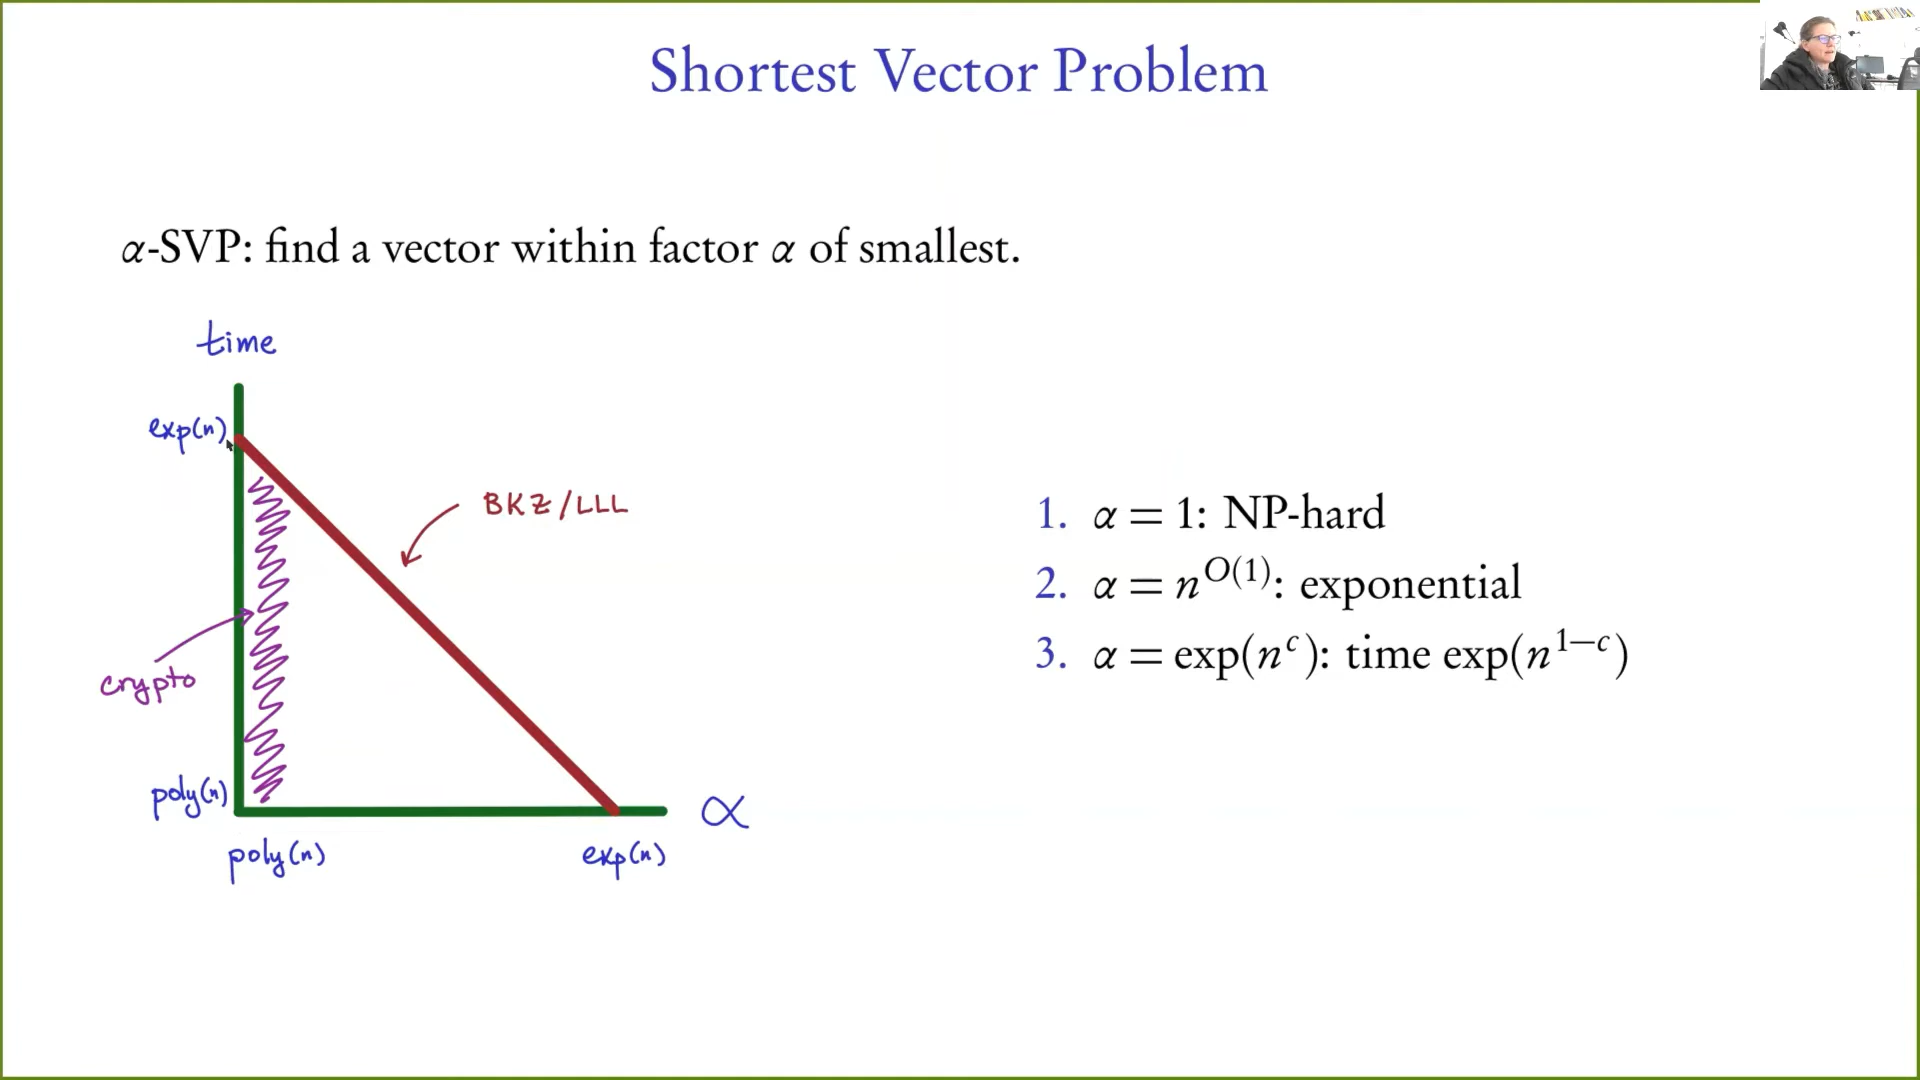 Shortest Vector Problem
α-SVP: find a vector within factor α of smallest.
time
exp(n)
BKZ/LLL
crypto
poly(n)
α
poly(n)
exp(n)
1. α = 1: NP-hard
2. α = n^{O(1)}: exponential
3. α = exp(n^c): time exp(n^{1−c})